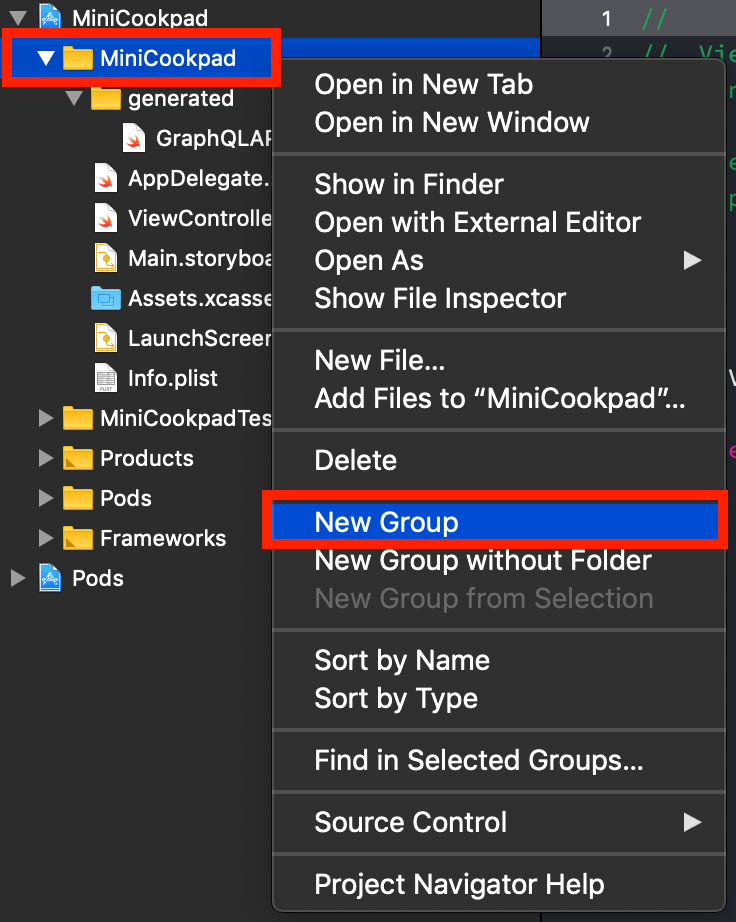 MiniCookpad
MiniCookpad
generated
GraphQLAP
AppDelegate.
ViewControlle
Main.storyboa
Assets.xcasse
LaunchScreen
Info.plist
MiniCookpadTes
Products
Pods
Frameworks
Pods
1 //
2 // Vie
Open in New Tab
Open in New Window
Show in Finder
Open with External Editor
Open As
Show File Inspector
New File...
Add Files to “MiniCookpad”...
Delete
New Group
New Group without Folder
New Group from Selection
Sort by Name
Sort by Type
Find in Selected Groups...
Source Control
Project Navigator Help